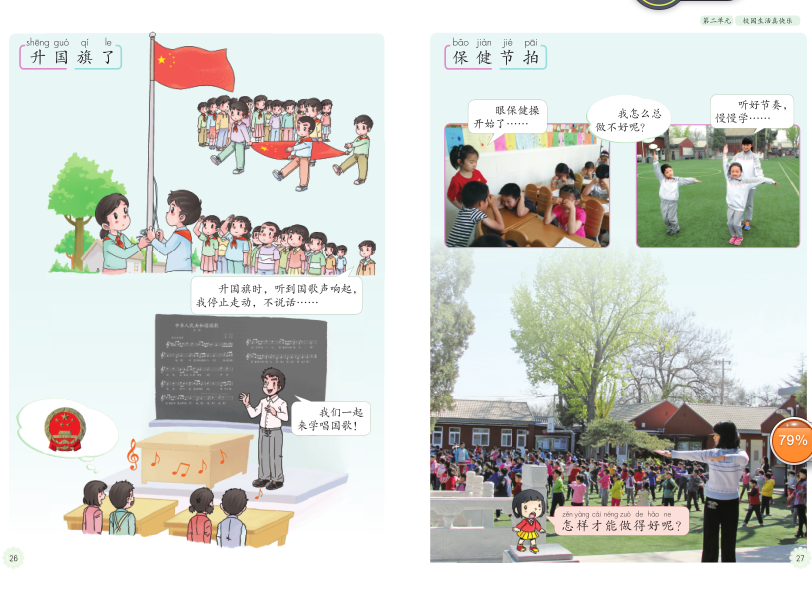 shēng guó qí le
升国旗了
升国旗时，听到国歌声响起，
我停止走动，不说话……
中华人民共和国国歌
我们一起
来学唱国歌！
26
第二单元 校园生活真快乐
bǎo jiàn jié pāi
保健节拍
眼保健操
开始了……
我怎么总
做不好呢？
听好节奏，
慢慢学……
79%
zěn yàng cái néng zuò de hǎo ne
怎样才能做得好呢？
27